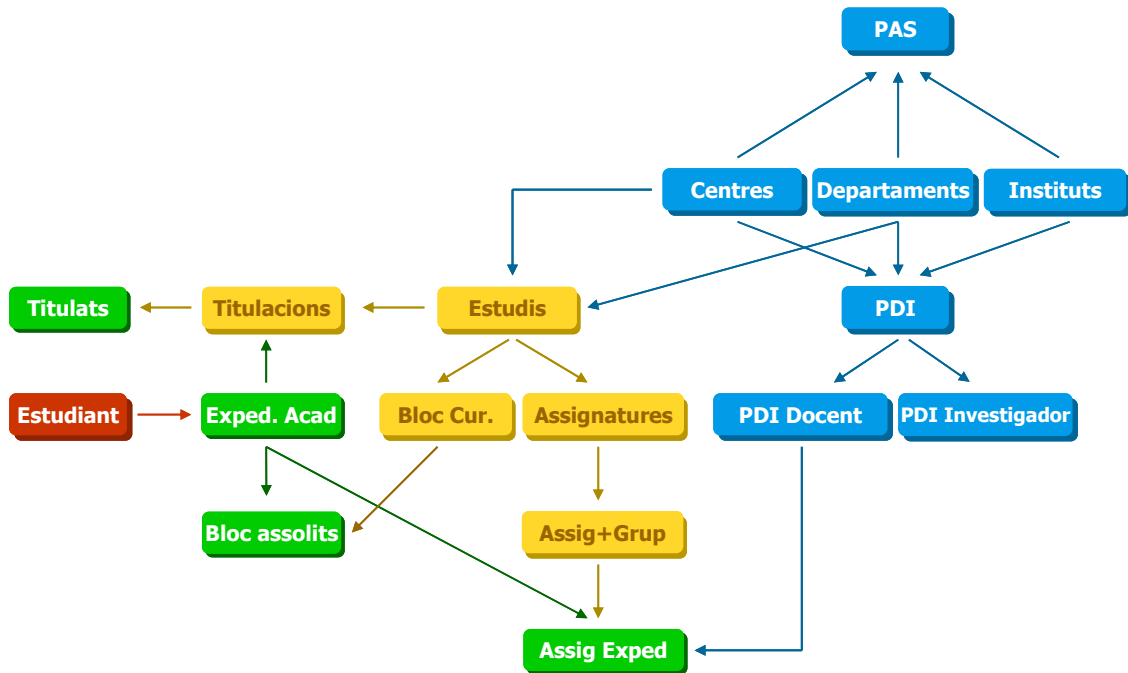 PAS
Centres
Departaments
Instituts
Titulats
Titulacions
Estudis
PDI
Estudiant
Exped. Acad
Bloc Cur.
Assignatures
PDI Docent
PDI Investigador
Bloc assolits
Assig+Grup
Assig Exped